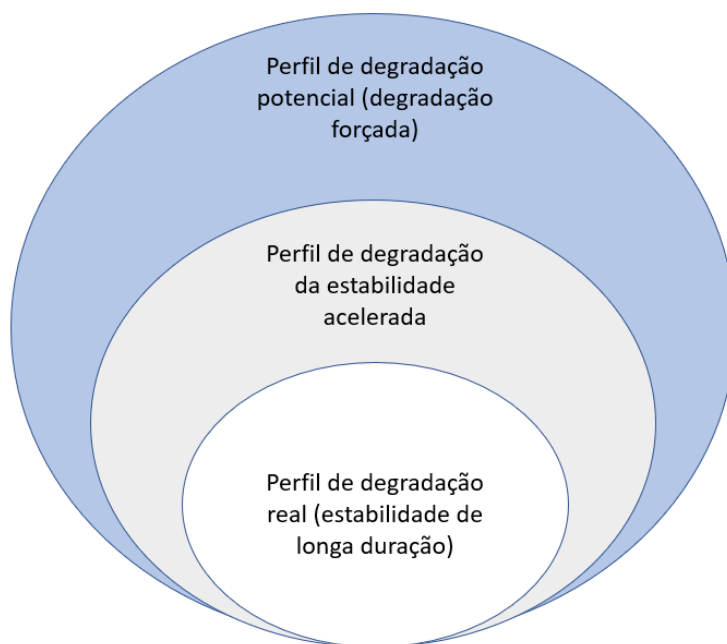 Perfil de degradação
potencial (degradação
forçada)
Perfil de degradação
da estabilidade
acelerada
Perfil de degradação
real (estabilidade de
longa duração)